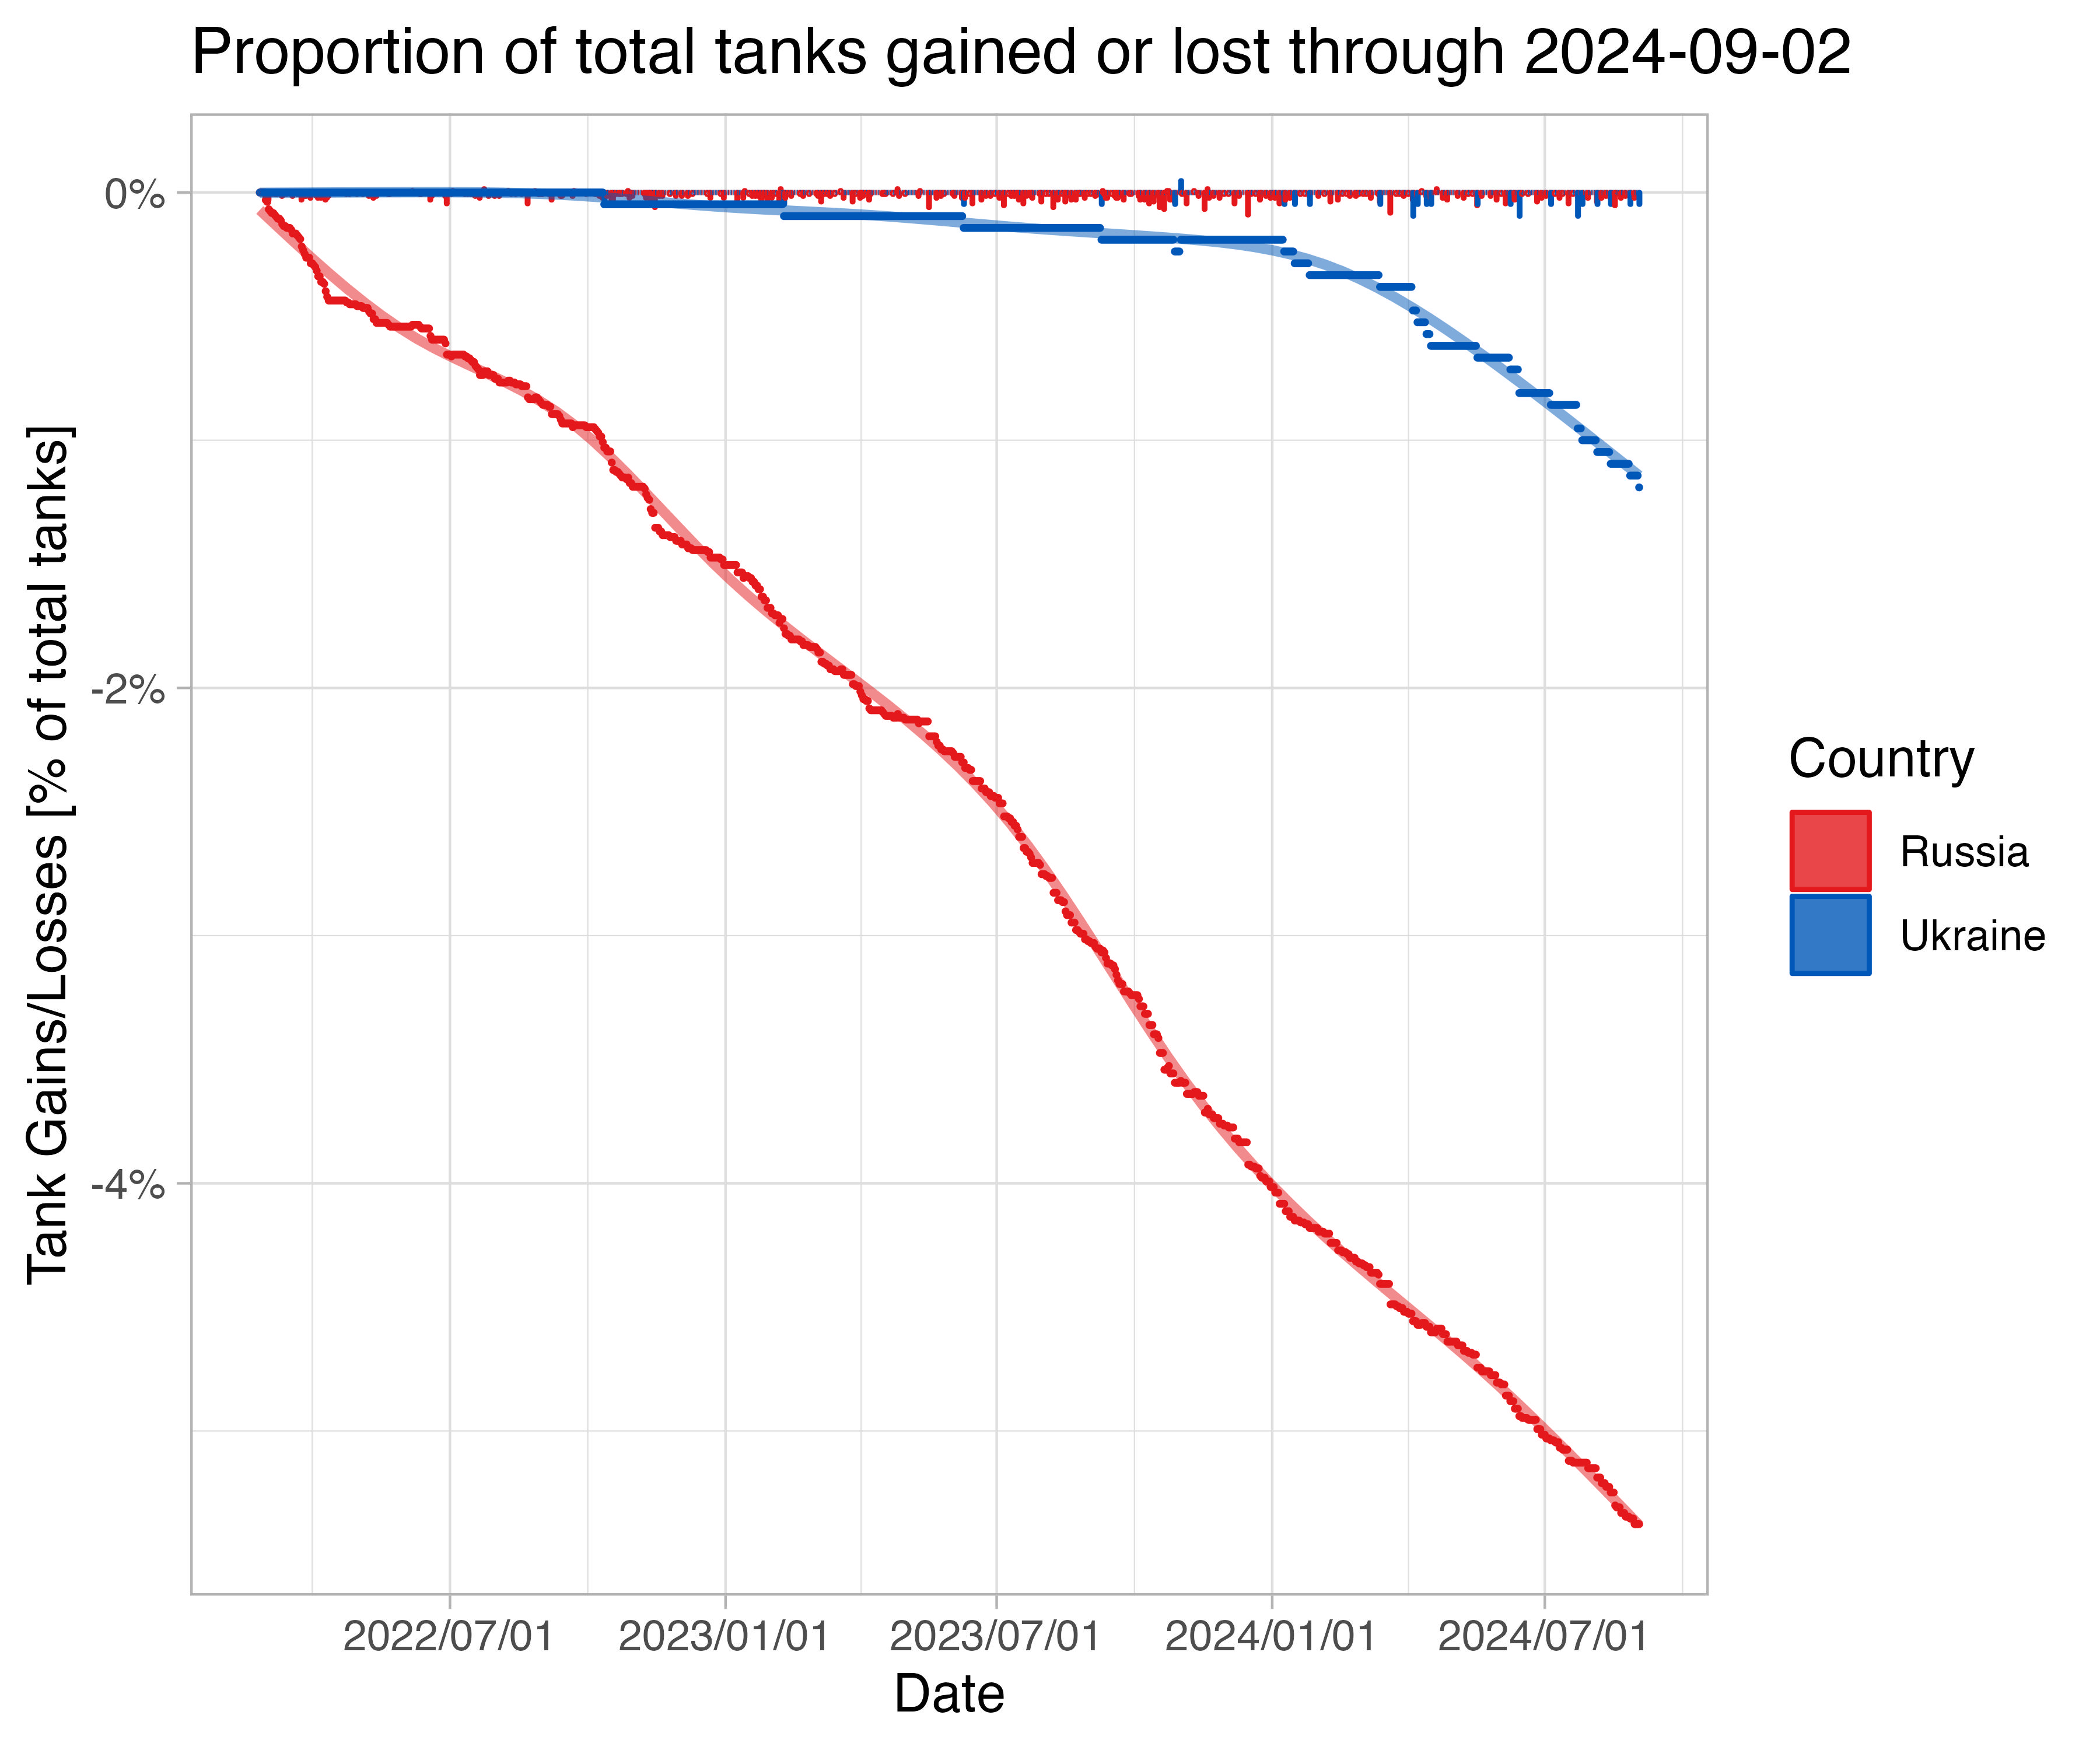 Proportion of total tanks gained or lost through 2024-09-02
Tank Gains/Losses [% of total tanks]
0%
-2%
-4%
2022/07/01
2023/01/01
2023/07/01
2024/01/01
2024/07/01
Date
Country
Russia
Ukraine